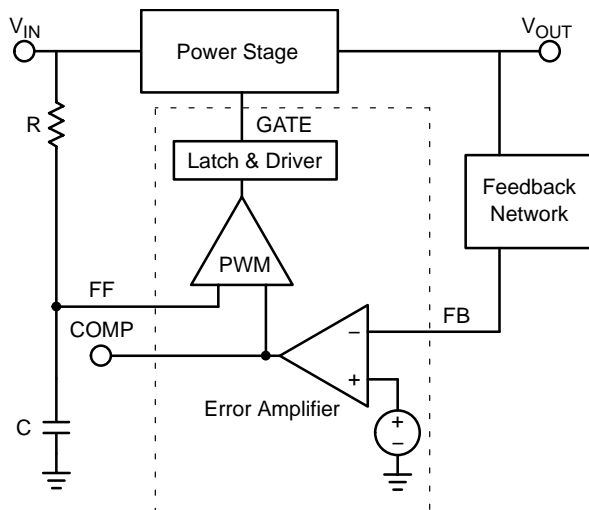 VIN
VOUT
Power Stage
R
GATE
Latch & Driver
Feedback
Network
PWM
FF
FB
COMP
−
+
Error Amplifier
+
−
C